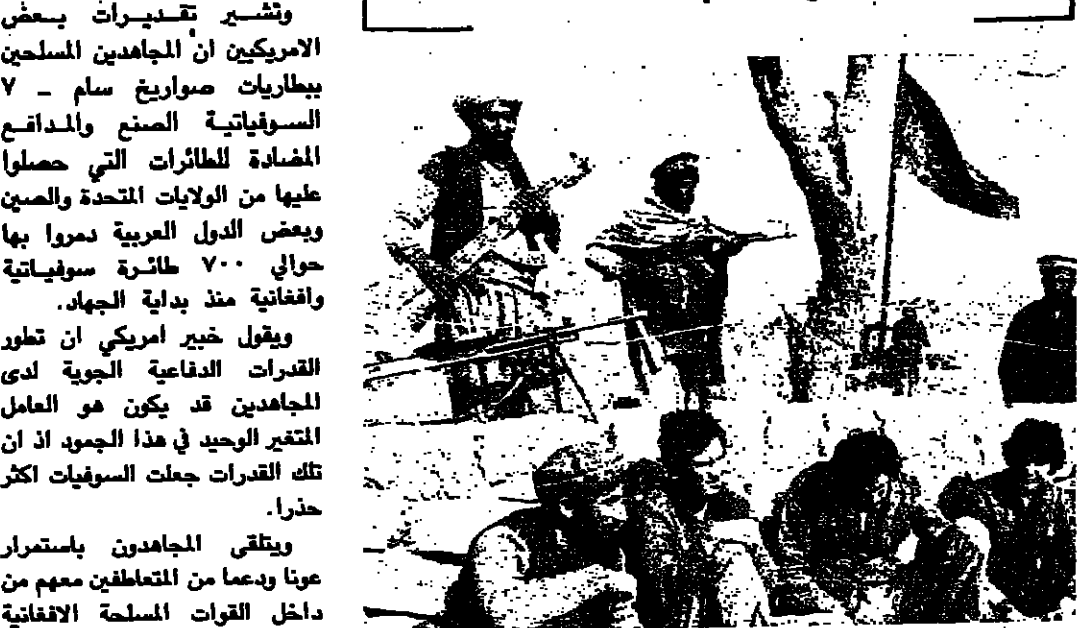 وتشير تقديرات بعض
الامريكيين ان المجاهدين المسلحين
ببطاريات صواريخ سام - ٧
السوفياتية الصنع والمدافع
المضادة للطائرات التي حصلوا
عليها من الولايات المتحدة والصين
وبعض الدول العربية دمروا بها
حوالي ٧٠٠ طائرة سوفياتية
وافغانية منذ بداية الجهاد.
ويقول خبير امريكي ان تطور
القدرات الدفاعية الجوية لدى
المجاهدين قد يكون هو العامل
المتغير الوحيد في هذا الجمود اذ ان
تلك القدرات جعلت السوفيات اكثر
حذرا.
ويتلقى المجاهدون باستمرار
عونا ودعما من المتعاطفين معهم من
داخل القوات المسلحة الافغانية